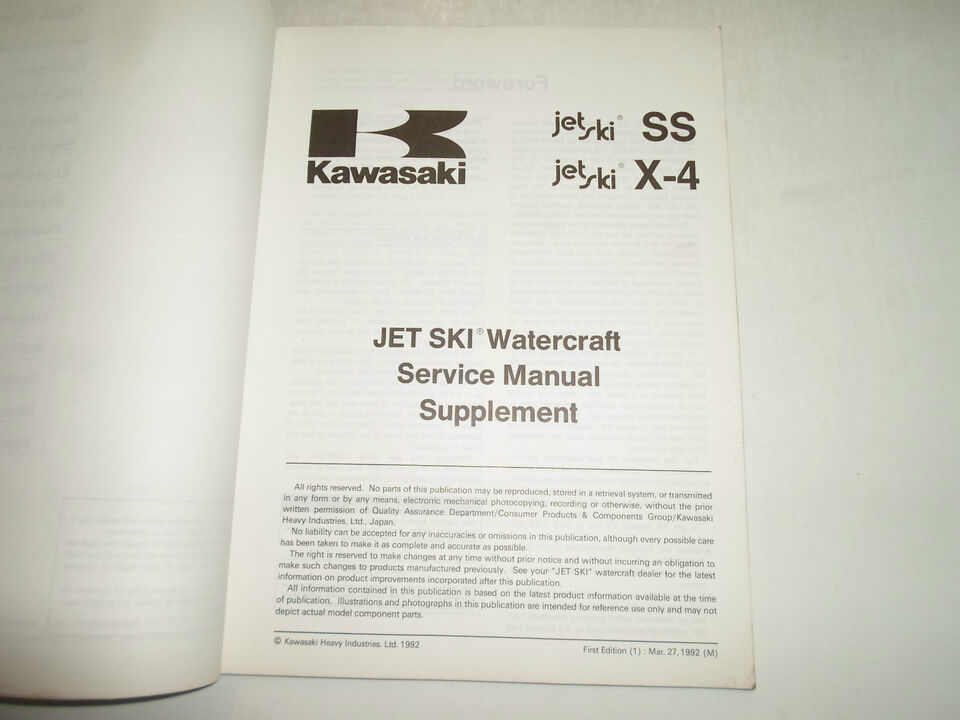 Kawasaki
jet ski® SS
jet ski® X-4
JET SKI® Watercraft
Service Manual
Supplement
All rights reserved. No parts of this publication may be reproduced, stored in a retrieval system, or transmitted
in any form or by any means, electronic mechanical photocopying, recording or otherwise, without the prior
written permission of Quality Assurance Department/Consumer Products & Components Group/Kawasaki
Heavy Industries, Ltd., Japan.
No liability can be accepted for any inaccuracies or omissions in this publication, although every possible care
has been taken to make it as complete and accurate as possible.
The right is reserved to make changes at any time without prior notice and without incurring an obligation to
make such changes to products manufactured previously. See your "JET SKI" watercraft dealer for the latest
information on product improvements incorporated after this publication.
All information contained in this publication is based on the latest product information available at the time
of publication. Illustrations and photographs in this publication are intended for reference use only and may not
depict actual model component parts.
© Kawasaki Heavy Industries. Ltd. 1992
First Edition (1) : Mar. 27, 1992 (M)